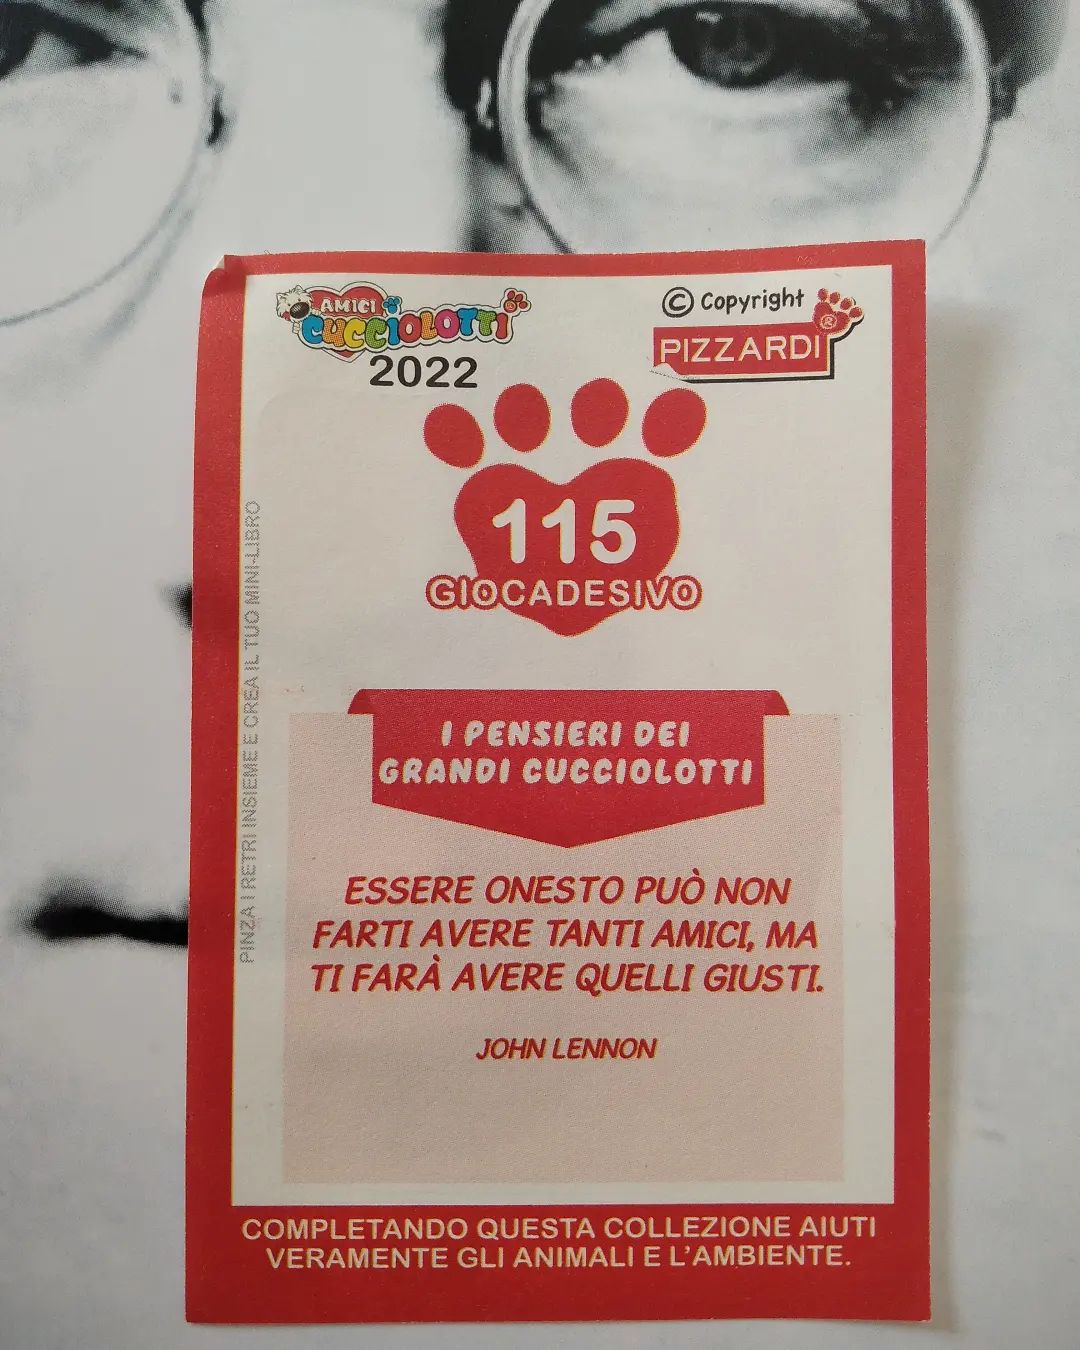 AMICI
CUCCIOLOTTI
2022
© Copyright
PIZZARDI
®
115
GIOCADESIVO
PINZA I RETRI INSIEME E CREA IL TUO MINI-LIBRO
I PENSIERI DEI
GRANDI CUCCIOLOTTI
ESSERE ONESTO PUÒ NON
FARTI AVERE TANTI AMICI, MA
TI FARÀ AVERE QUELLI GIUSTI.
JOHN LENNON
COMPLETANDO QUESTA COLLEZIONE AIUTI
VERAMENTE GLI ANIMALI E L'AMBIENTE.